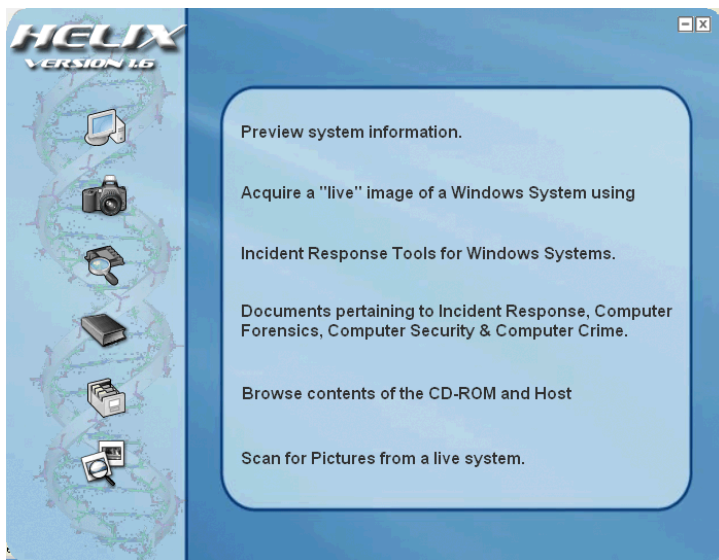 HELIX
VERSION 1.6
Preview system information.
Acquire a "live" image of a Windows System using
Incident Response Tools for Windows Systems.
Documents pertaining to Incident Response, Computer
Forensics, Computer Security & Computer Crime.
Browse contents of the CD-ROM and Host
Scan for Pictures from a live system.